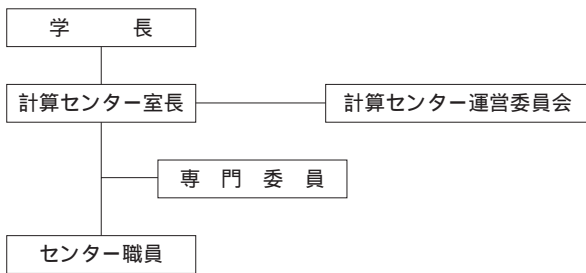 学　　長
計算センター室長
計算センター運営委員会
専門委員
センター職員